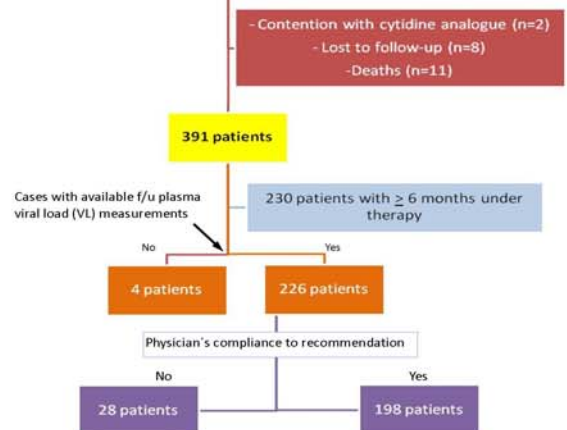 - Contention with cytidine analogue (n=2)
- Lost to follow-up (n=8)
-Deaths (n=11)
391 patients
Cases with available f/u plasma
viral load (VL) measurements
230 patients with ≥ 6 months under
therapy
No
Yes
4 patients
226 patients
Physician´s compliance to recommendation
No
Yes
28 patients
198 patients